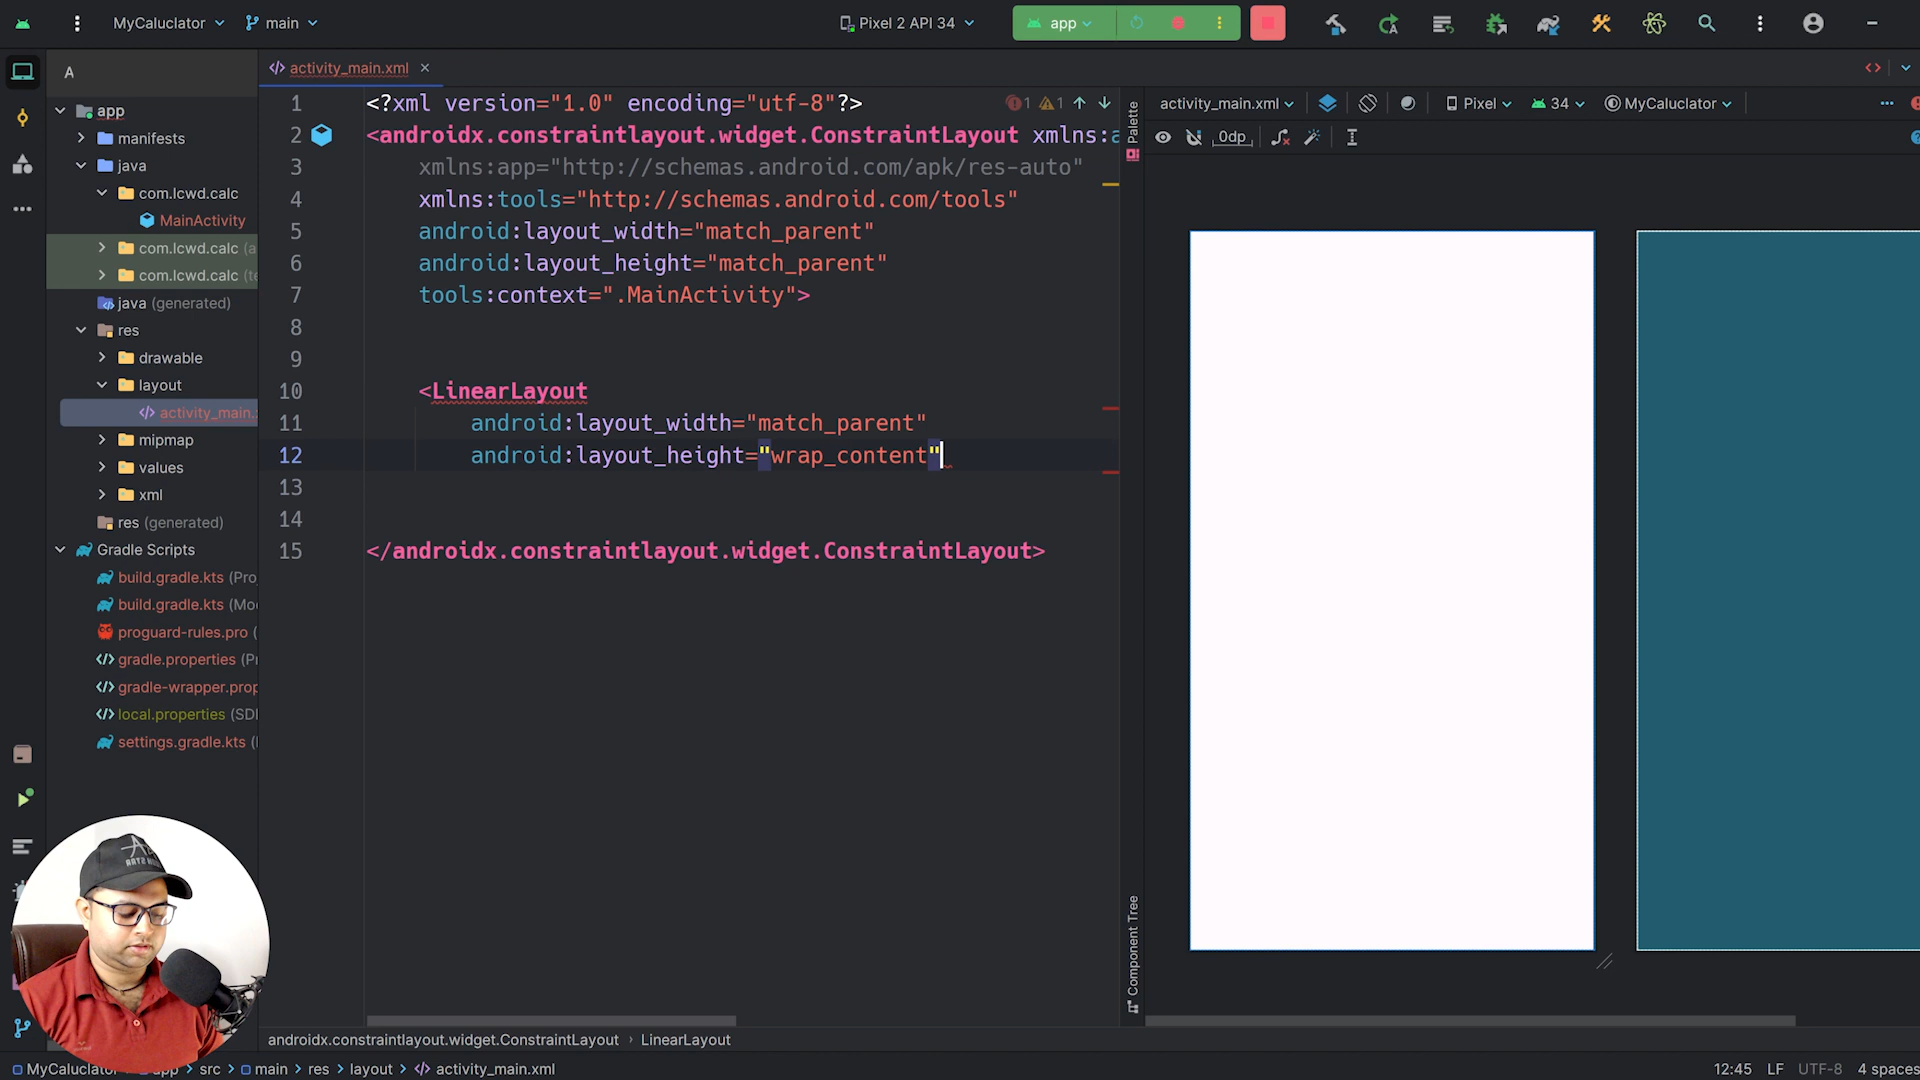 MyCaluclator
main
Pixel 2 API 34
app
A
activity_main.xml
app
manifests
java
com.lcwd.calc
MainActivity
com.lcwd.calc (a
com.lcwd.calc (te
java (generated)
res
drawable
layout
activity_main.
mipmap
values
xml
res (generated)
Gradle Scripts
build.gradle.kts (Pro
build.gradle.kts (Mo
proguard-rules.pro (
gradle.properties (P
gradle-wrapper.prop
local.properties (SD
settings.gradle.kts (
1 <?xml version="1.0" encoding="utf-8"?>
1 1
2 <androidx.constraintlayout.widget.ConstraintLayout xmlns:a
3 xmlns:app="http://schemas.android.com/apk/res-auto"
4 xmlns:tools="http://schemas.android.com/tools"
5 android:layout_width="match_parent"
6 android:layout_height="match_parent"
7 tools:context=".MainActivity">
8
9
10 <LinearLayout
11 android:layout_width="match_parent"
12 android:layout_height="wrap_content"
13
14
15 </androidx.constraintlayout.widget.ConstraintLayout>
Palette
activity_main.xml
Pixel
34
MyCaluclator
0dp
Component Tree
androidx.constraintlayout.widget.ConstraintLayout › LinearLayout
MyCaluclator app › src › main › res › layout › activity_main.xml
12:45 LF UTF-8 4 spaces